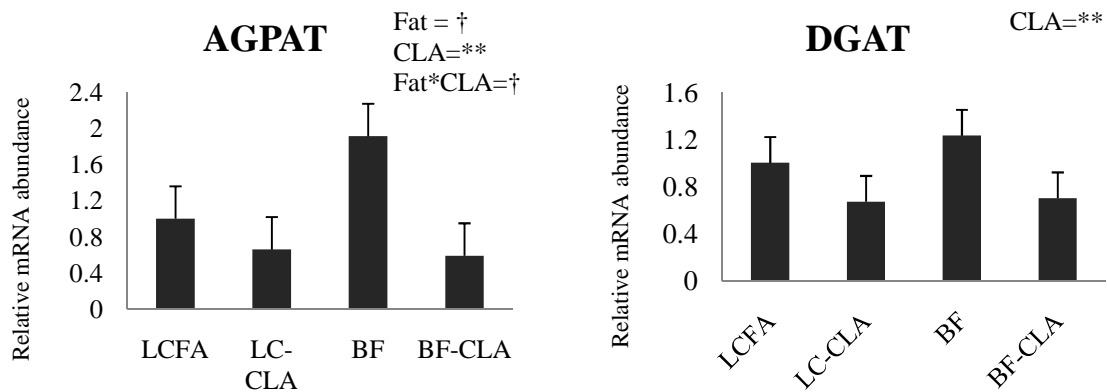 AGPAT
Fat = †
CLA=**
Fat*CLA=†
Relative mRNA abundance
2.4
2
1.6
1.2
0.8
0.4
0
LCFA
LC-
CLA
BF
BF-CLA
DGAT
CLA=**
Relative mRNA abundance
1.6
1.2
0.8
0.4
0
LCFA
LC-CLA
BF
BF-CLA